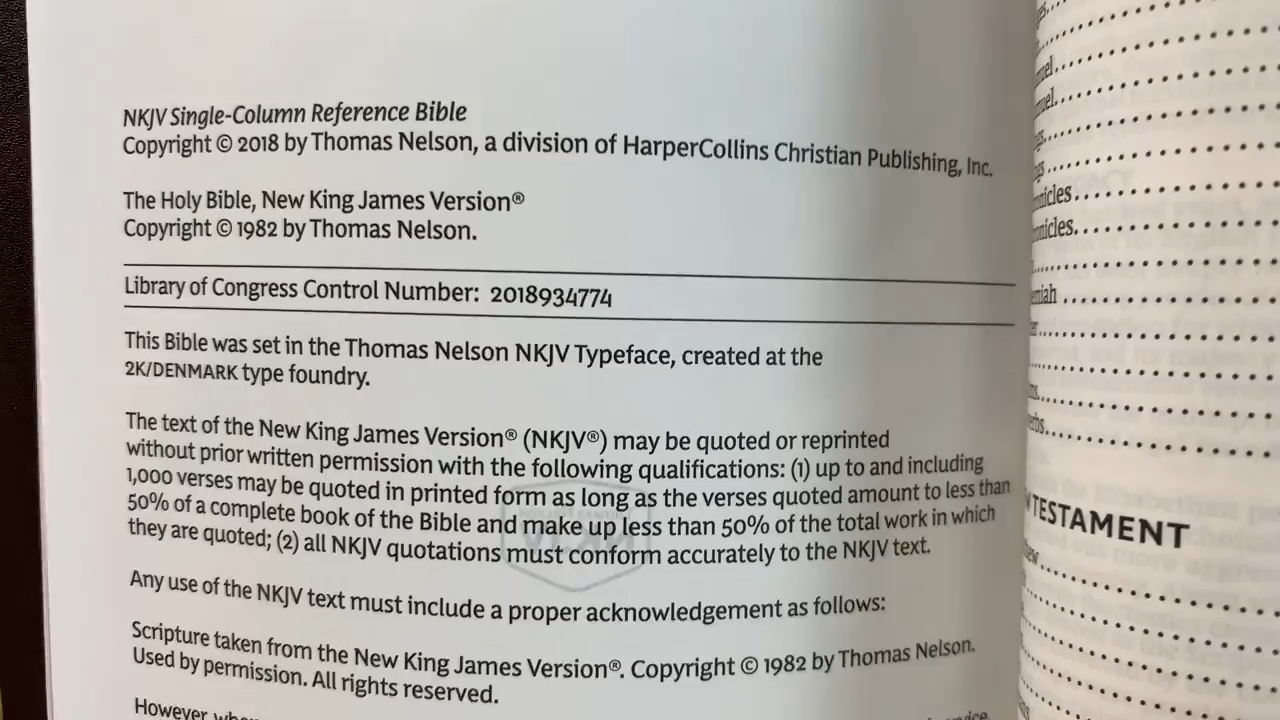 NKJV Single-Column Reference Bible
Copyright © 2018 by Thomas Nelson, a division of HarperCollins Christian Publishing, Inc.
The Holy Bible, New King James Version®
Copyright © 1982 by Thomas Nelson.
Library of Congress Control Number: 2018934774
This Bible was set in the Thomas Nelson NKJV Typeface, created at the
2K/DENMARK type foundry.
The text of the New King James Version® (NKJV®) may be quoted or reprinted
without prior written permission with the following qualifications: (1) up to and including
1,000 verses may be quoted in printed form as long as the verses quoted amount to less than
50% of a complete book of the Bible and make up less than 50% of the total work in which
they are quoted; (2) all NKJV quotations must conform accurately to the NKJV text.
Any use of the NKJV text must include a proper acknowledgement as follows:
Scripture taken from the New King James Version®. Copyright © 1982 by Thomas Nelson.
Used by permission. All rights reserved.
However
TESTAMENT